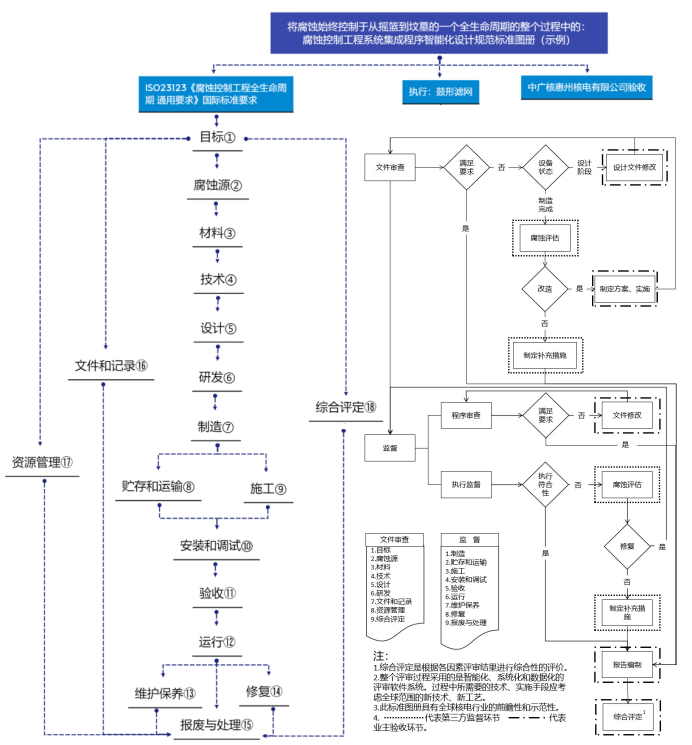 将腐蚀始终控制于从摇篮到坟墓的一个全生命周期的整个过程中的：
腐蚀控制工程系统集成程序智能化设计规范标准图册（示例）
ISO23123《腐蚀控制工程全生命周
期 通用要求》国际标准要求
执行：鼓形滤网
中广核惠州核电有限公司验收
目标①
腐蚀源②
材料③
技术④
设计⑤
研发⑥
制造⑦
贮存和运输⑧
施工⑨
安装和调试⑩
验收⑪
运行⑫
维护保养⑬
修复⑭
报废与处理⑮
文件和记录⑯
资源管理⑰
综合评定⑱
文件审查
满足
要求
否
设备
状态
设计
阶段
设计文件修改
制造
完成
是
腐蚀评估
改造
是
制定方案、实施
否
制定补充措施
监督
程序审查
满足
要求
否
文件修改
是
执行监督
执行
符合
性
否
腐蚀评估
是
修复
是
否
制定补充措
施
报告编制
综合评定1
文件审查
1.目标
2.腐蚀源
3.材料
4.技术
5.设计
6.研发
7.文件和记录
8.资源管理
9.综合评定
监 督
1.制造
2.贮存和运输
3.施工
4.安装和调试
5.验收
6.运行
7.维护保养
8.修复
9.报废与处理
注：
1.综合评定是根据各因素评审结果进行综合性的评价。
2.整个评审过程采用的是智能化、系统化和数据化的
评审软件系统。过程中所需要的技术、实施手段应考
虑全球范围的新技术、新工艺。
3.此标准图册具有全球核电行业的前瞻性和示范性。
4. 代表第三方监督环节 代表
业主验收环节。